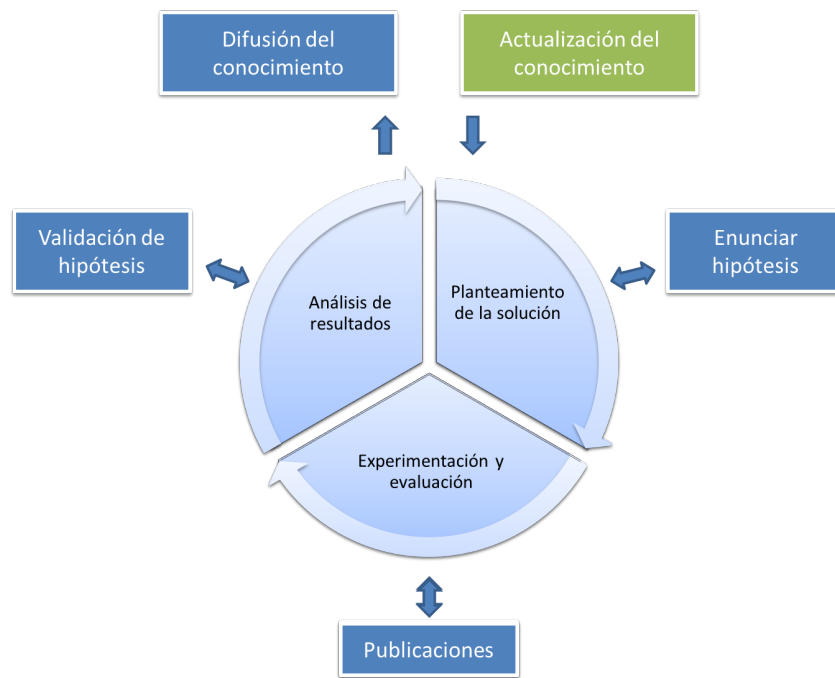 Difusión del
conocimiento
Actualización del
conocimiento
Validación de
hipótesis
Enunciar
hipótesis
Análisis de
resultados
Planteamiento
de la solución
Experimentación y
evaluación
Publicaciones